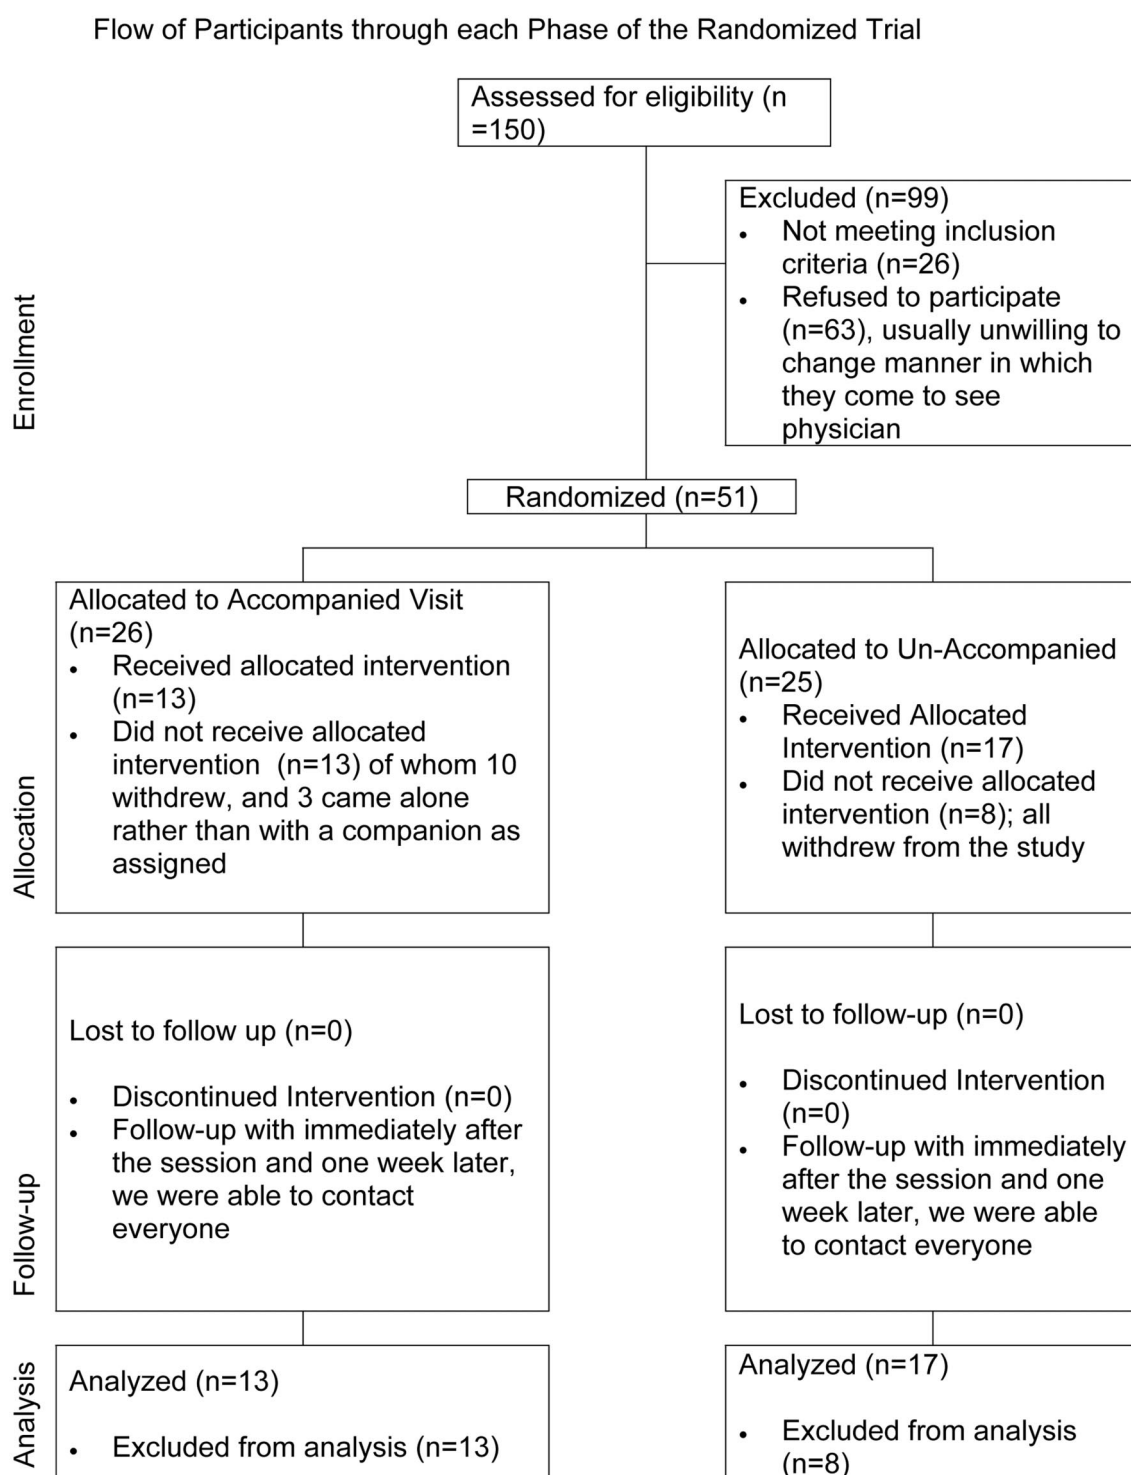 Flow of Participants through each Phase of the Randomized Trial
Assessed for eligibility (n
=150)
Enrollment
Excluded (n=99)
• Not meeting inclusion
criteria (n=26)
• Refused to participate
(n=63), usually unwilling to
change manner in which
they come to see
physician
Randomized (n=51)
Allocation
Allocated to Accompanied Visit
(n=26)
• Received allocated intervention
(n=13)
• Did not receive allocated
intervention (n=13) of whom 10
withdrew, and 3 came alone
rather than with a companion as
assigned
Allocated to Un-Accompanied
(n=25)
• Received Allocated
Intervention (n=17)
• Did not receive allocated
intervention (n=8); all
withdrew from the study
Follow-up
Lost to follow up (n=0)
• Discontinued Intervention (n=0)
• Follow-up with immediately after
the session and one week later,
we were able to contact
everyone
Lost to follow-up (n=0)
• Discontinued Intervention
(n=0)
• Follow-up with immediately
after the session and one
week later, we were able
to contact everyone
Analysis
Analyzed (n=13)
• Excluded from analysis (n=13)
Analyzed (n=17)
• Excluded from analysis
(n=8)